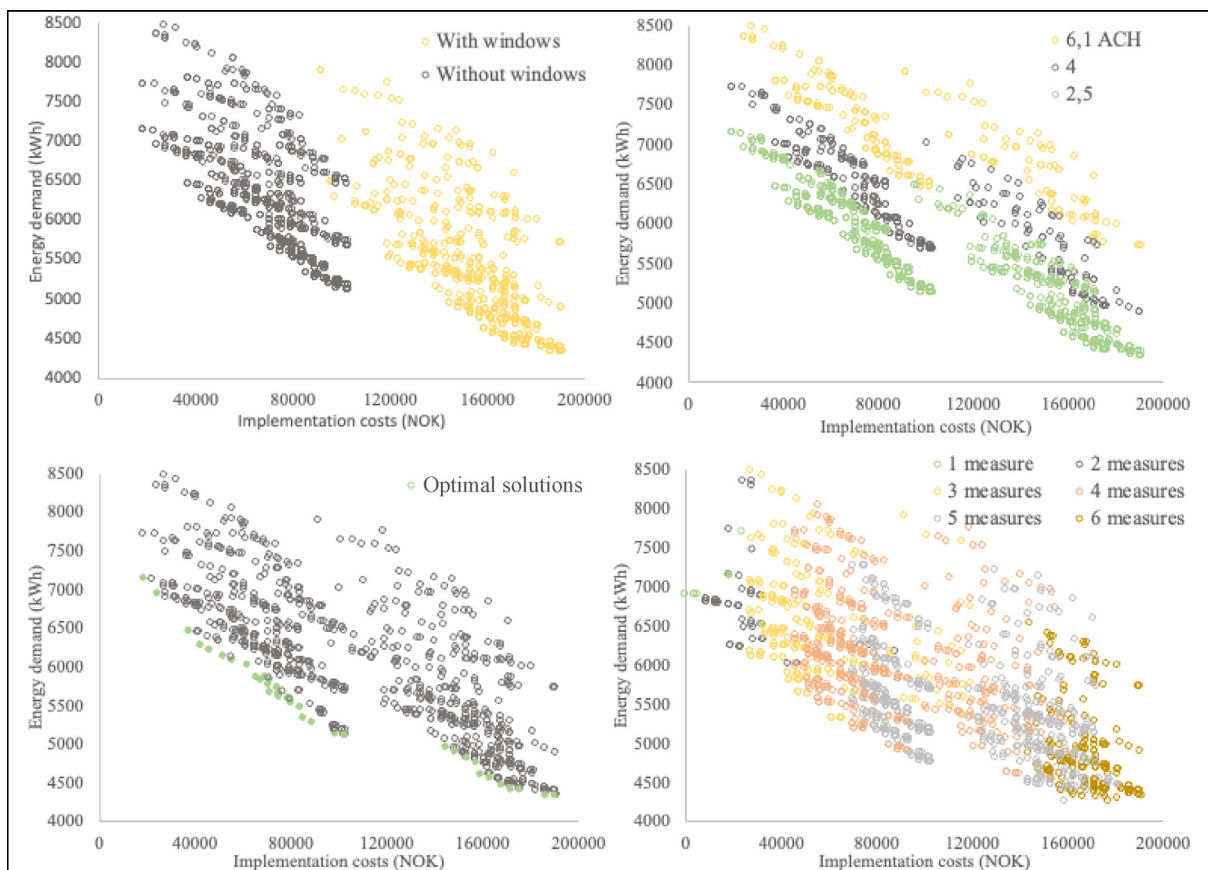 8500
8000
7500
7000
6500
6000
5500
5000
4500
4000
Energy demand (kWh)
With windows
Without windows
0 40000 80000 120000 160000 200000
Implementation costs (NOK)
8500
8000
7500
7000
6500
6000
5500
5000
4500
4000
Energy demand (kWh)
6,1 ACH
4
2,5
0 40000 80000 120000 160000 200000
Implementation costs (NOK)
8500
8000
7500
7000
6500
6000
5500
5000
4500
4000
Energy demand (kWh)
Optimal solutions
0 40000 80000 120000 160000 200000
Implementation costs (NOK)
8500
8000
7500
7000
6500
6000
5500
5000
4500
4000
Energy demand (kWh)
1 measure 2 measures
3 measures 4 measures
5 measures 6 measures
0 40000 80000 120000 160000 200000
Implementation costs (NOK)